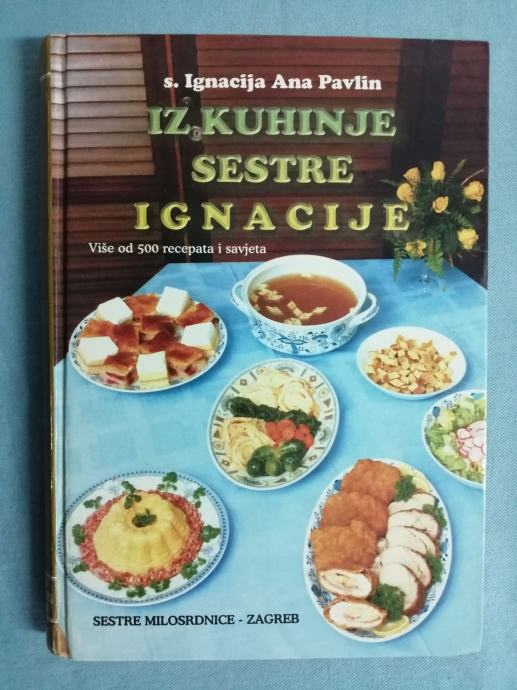 s. Ignacija Ana Pavlin
IZ KUHINJE
SESTRE
IGNACIJE
Više od 500 recepata i savjeta
SESTRE MILOSRDNICE - ZAGREB